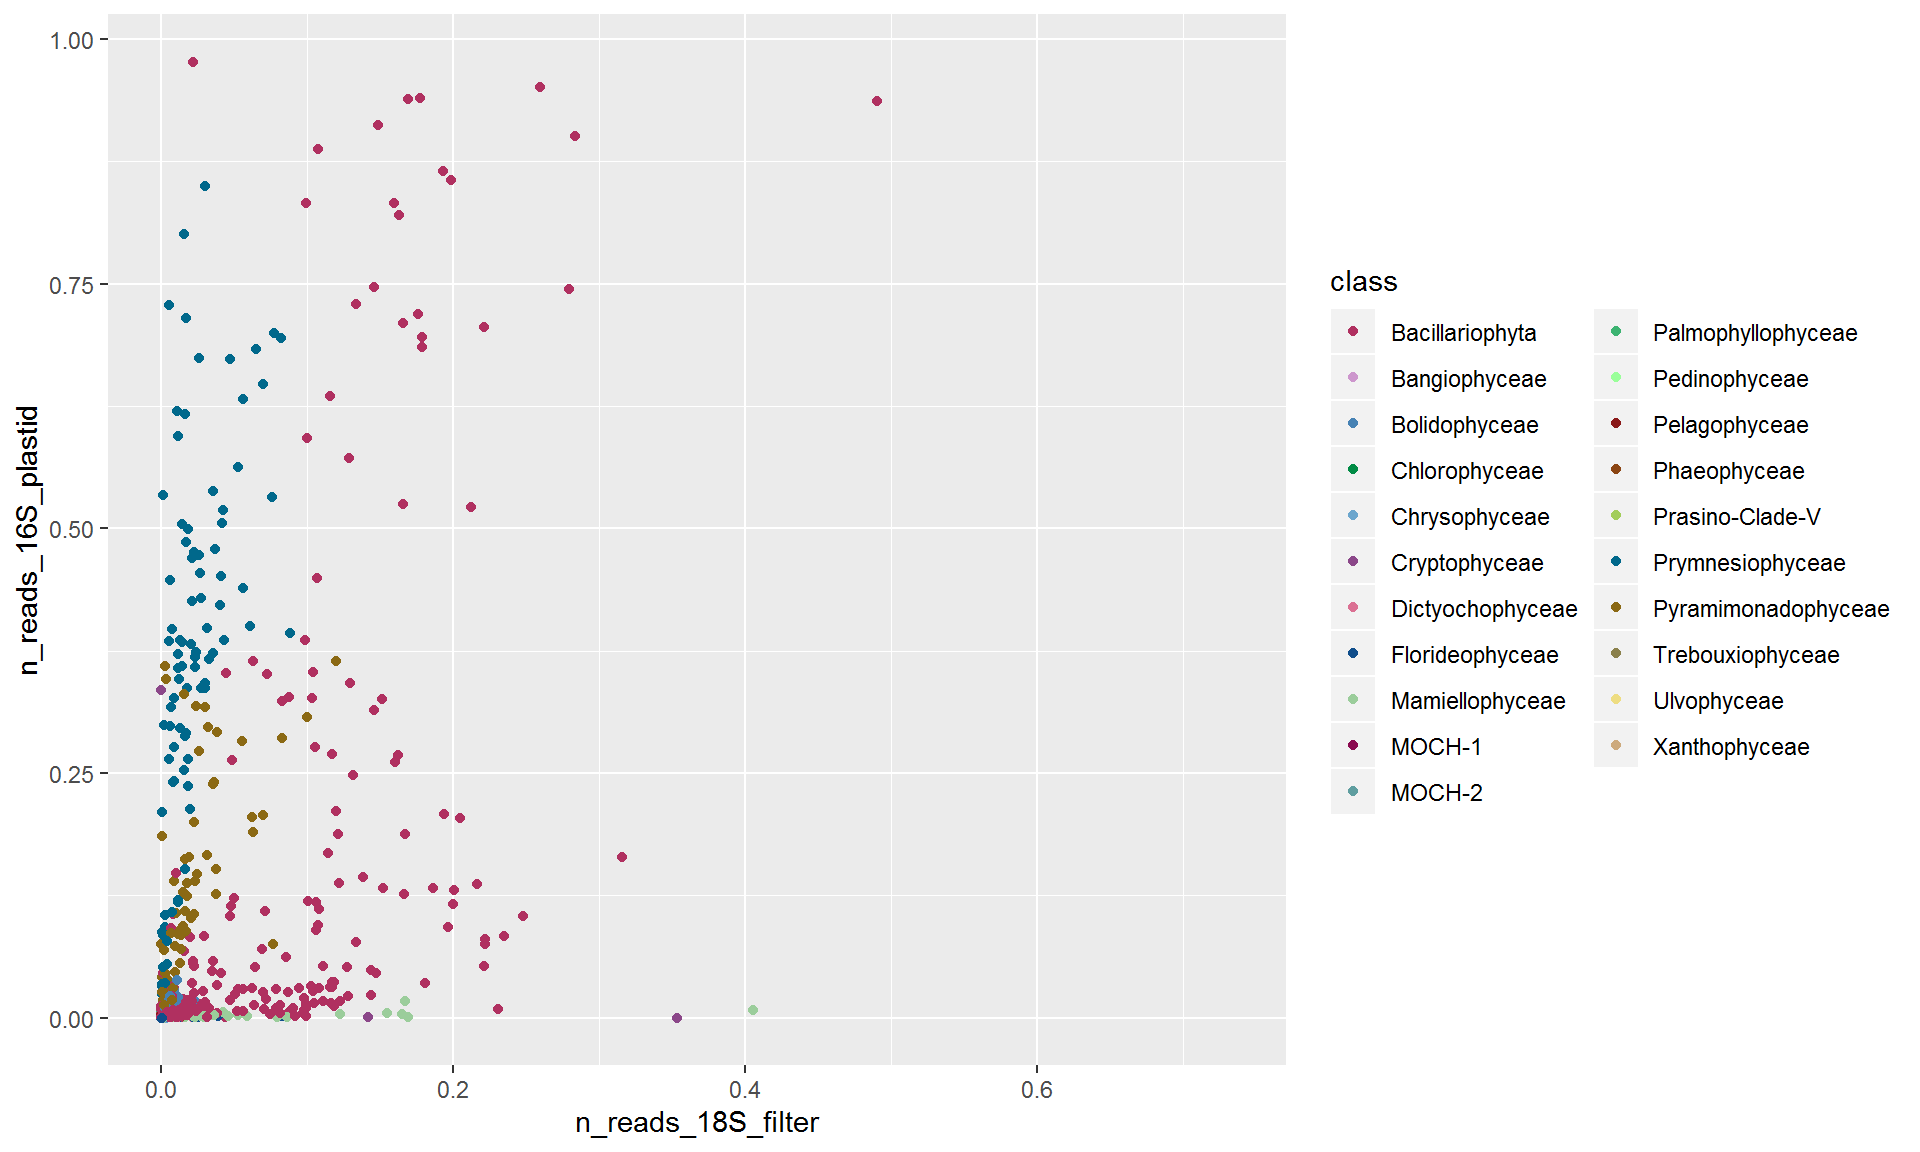 1.00
0.75
0.50
0.25
0.00
n_reads_16S_plastid
0.0
0.2
0.4
0.6
n_reads_18S_filter
class
Bacillariophyta
Bangiophyceae
Bolidophyceae
Chlorophyceae
Chrysophyceae
Cryptophyceae
Dictyochophyceae
Florideophyceae
Mamiellophyceae
MOCH-1
MOCH-2
Palmophyllophyceae
Pedinophyceae
Pelagophyceae
Phaeophyceae
Prasino-Clade-V
Prymnesiophyceae
Pyramimonadophyceae
Trebouxiophyceae
Ulvophyceae
Xanthophyceae